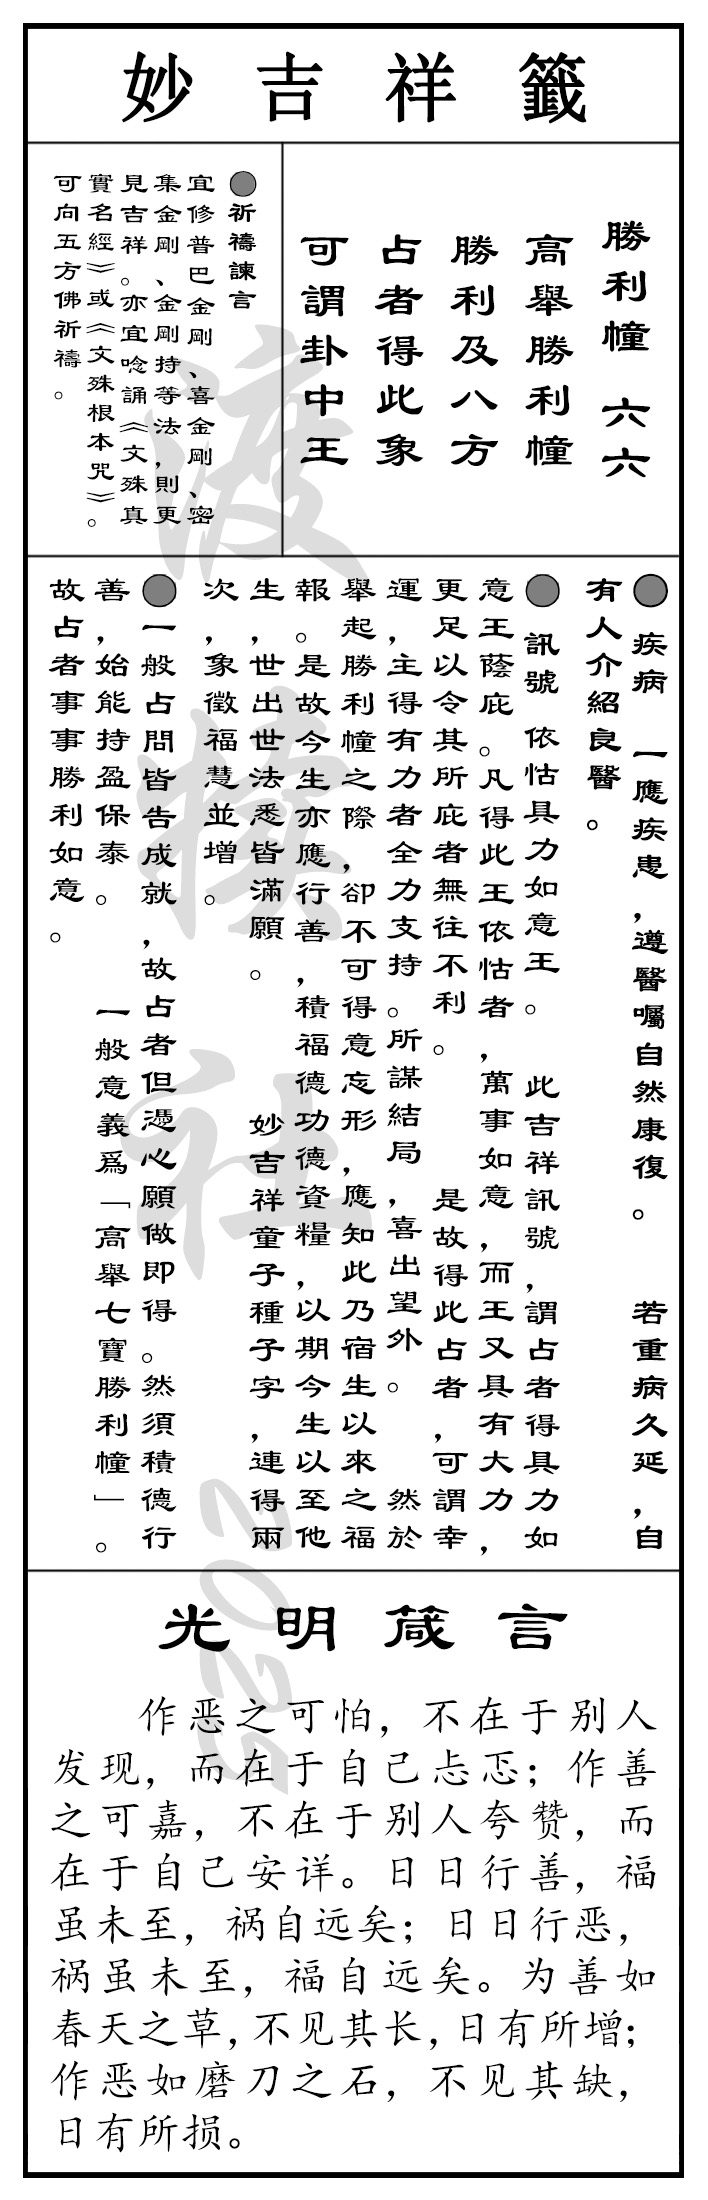 妙吉祥籤
勝利幢 六六
高舉勝利幢
勝利及八方
占者得此象
可謂卦中王
●祈禱諫言
宜修普巴金剛、喜金剛、密
集金剛、金剛持等法，則更
見吉祥。亦宜唸誦《文殊真
實名經》或《文殊根本咒》。
可向五方佛祈禱。
● 疾病 一應疾患，遵醫囑自然康復。 若重病久延，自
有人介紹良醫。
● 訊號 依怙具力如意王。 此吉祥訊號，謂占者得具力如
意王蔭庇。凡得此王依怙者，萬事如意，而王又具有大力，
更足以令其所庇者無往不利。 是故得此占者，可謂幸
運，主得有力者全力支持。所謀結局，喜出望外。 然於
舉起勝利幢之際，卻不可得意忘形，應知此乃宿生以來之福
報。是故今生亦應行善，積福德功德資糧，以期今生以至他
生，世出世法悉皆滿願。 妙吉祥童子種子字，連得兩
次，象徵福慧並增。
●一般占問皆告成就，故占者但憑心願做即得。然須積德行
善，始能持盈保泰。 一般意義爲「高舉七寶勝利幢」。
故占者事事勝利如意。
光明箴言
作恶之可怕，不在于别人
发现，而在于自己忐忑；作善
之可嘉，不在于别人夸赞，而
在于自己安详。日日行善，福
虽未至，祸自远矣；日日行恶，
祸虽未至，福自远矣。为善如
春天之草，不见其长，日有所增；
作恶如磨刀之石，不见其缺，
日有所损。
渡犊社 2025